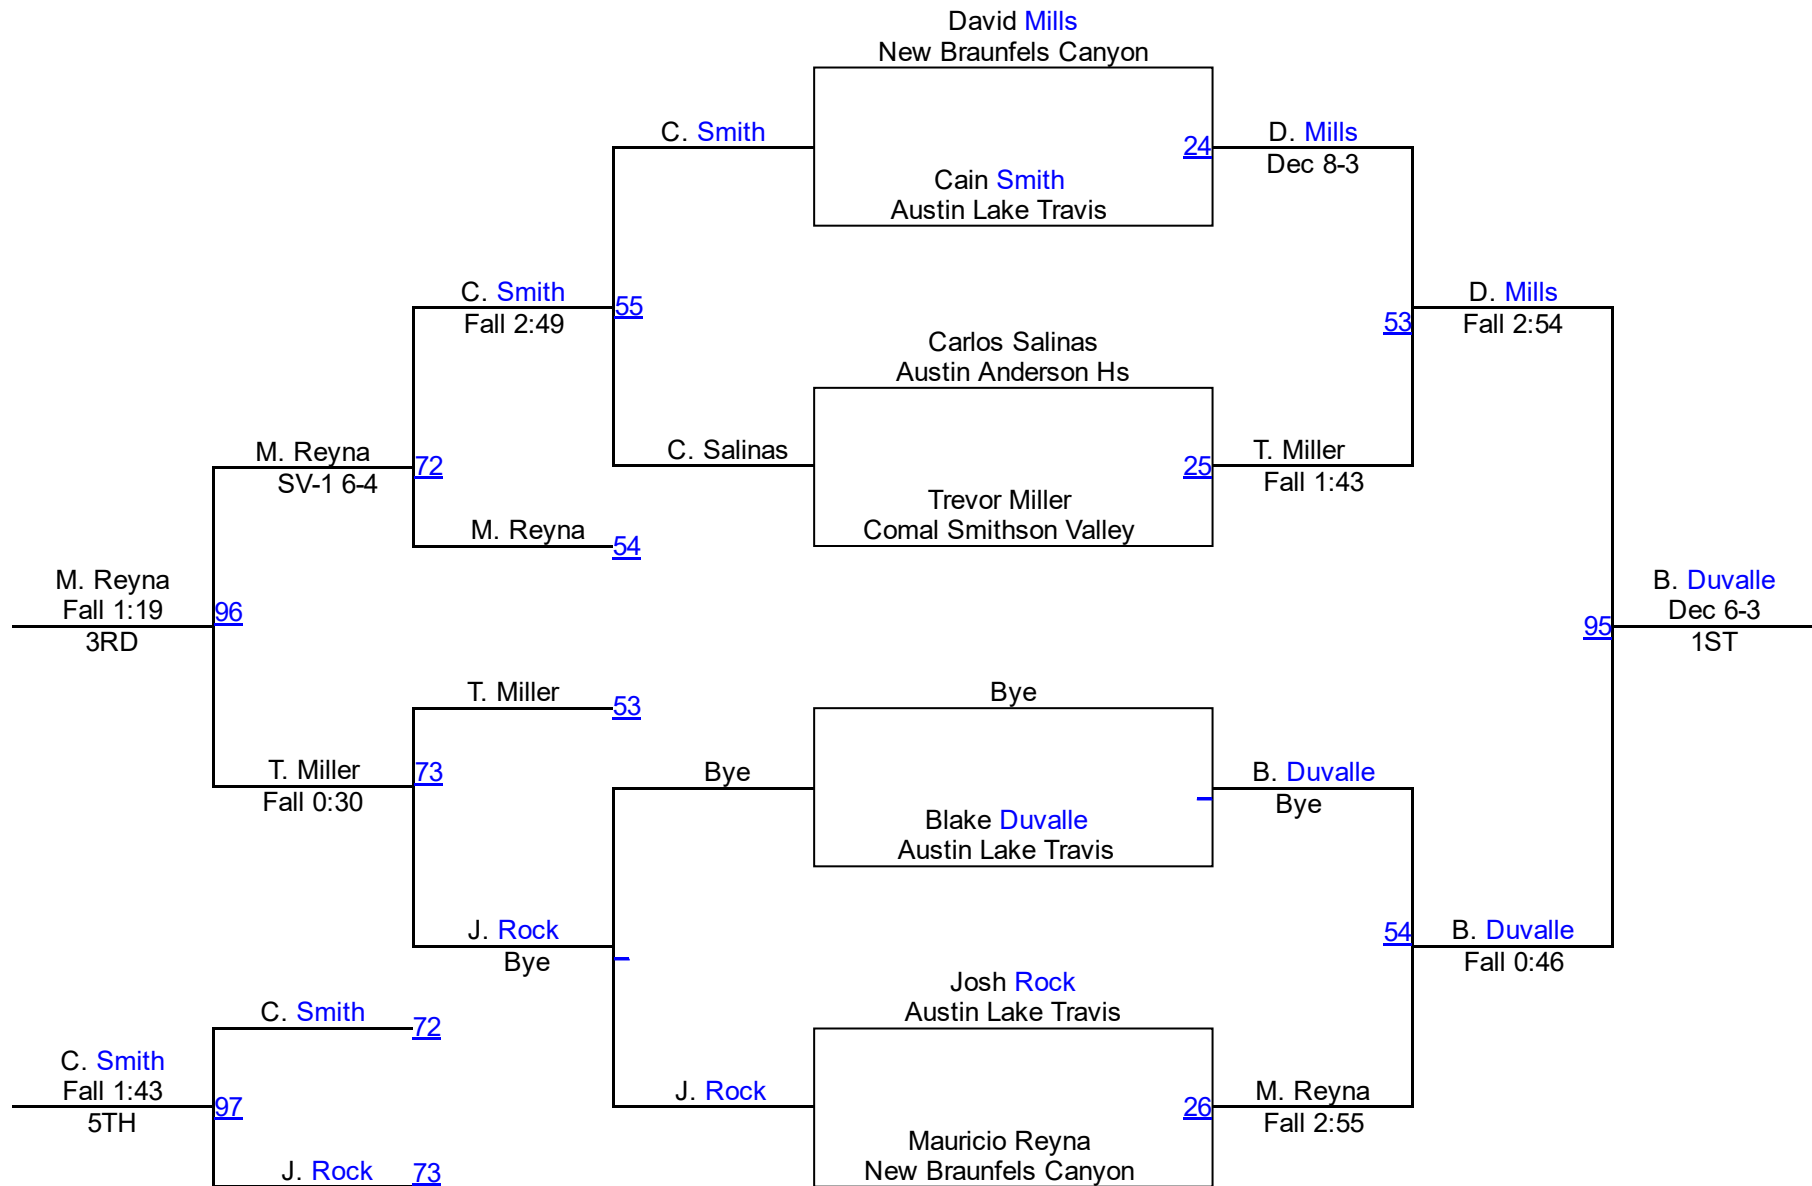 David Mills
New Braunfels Canyon
C. Smith
24
D. Mills
Dec 8-3
Cain Smith
Austin Lake Travis
C. Smith
Fall 2:49
55
D. Mills
Fall 2:54
53
Carlos Salinas
Austin Anderson Hs
M. Reyna
SV-1 6-4
72
C. Salinas
25
T. Miller
Fall 1:43
Trevor Miller
Comal Smithson Valley
M. Reyna
54
M. Reyna
Fall 1:19
3RD
96
B. Duvalle
Dec 6-3
1ST
95
T. Miller
53
Bye
T. Miller
Fall 0:30
73
Bye
B. Duvalle
Bye
Blake Duvalle
Austin Lake Travis
J. Rock
Bye
54
B. Duvalle
Fall 0:46
Josh Rock
Austin Lake Travis
C. Smith
72
C. Smith
Fall 1:43
5TH
97
J. Rock
26
M. Reyna
Fall 2:55
Mauricio Reyna
New Braunfels Canyon
J. Rock
73